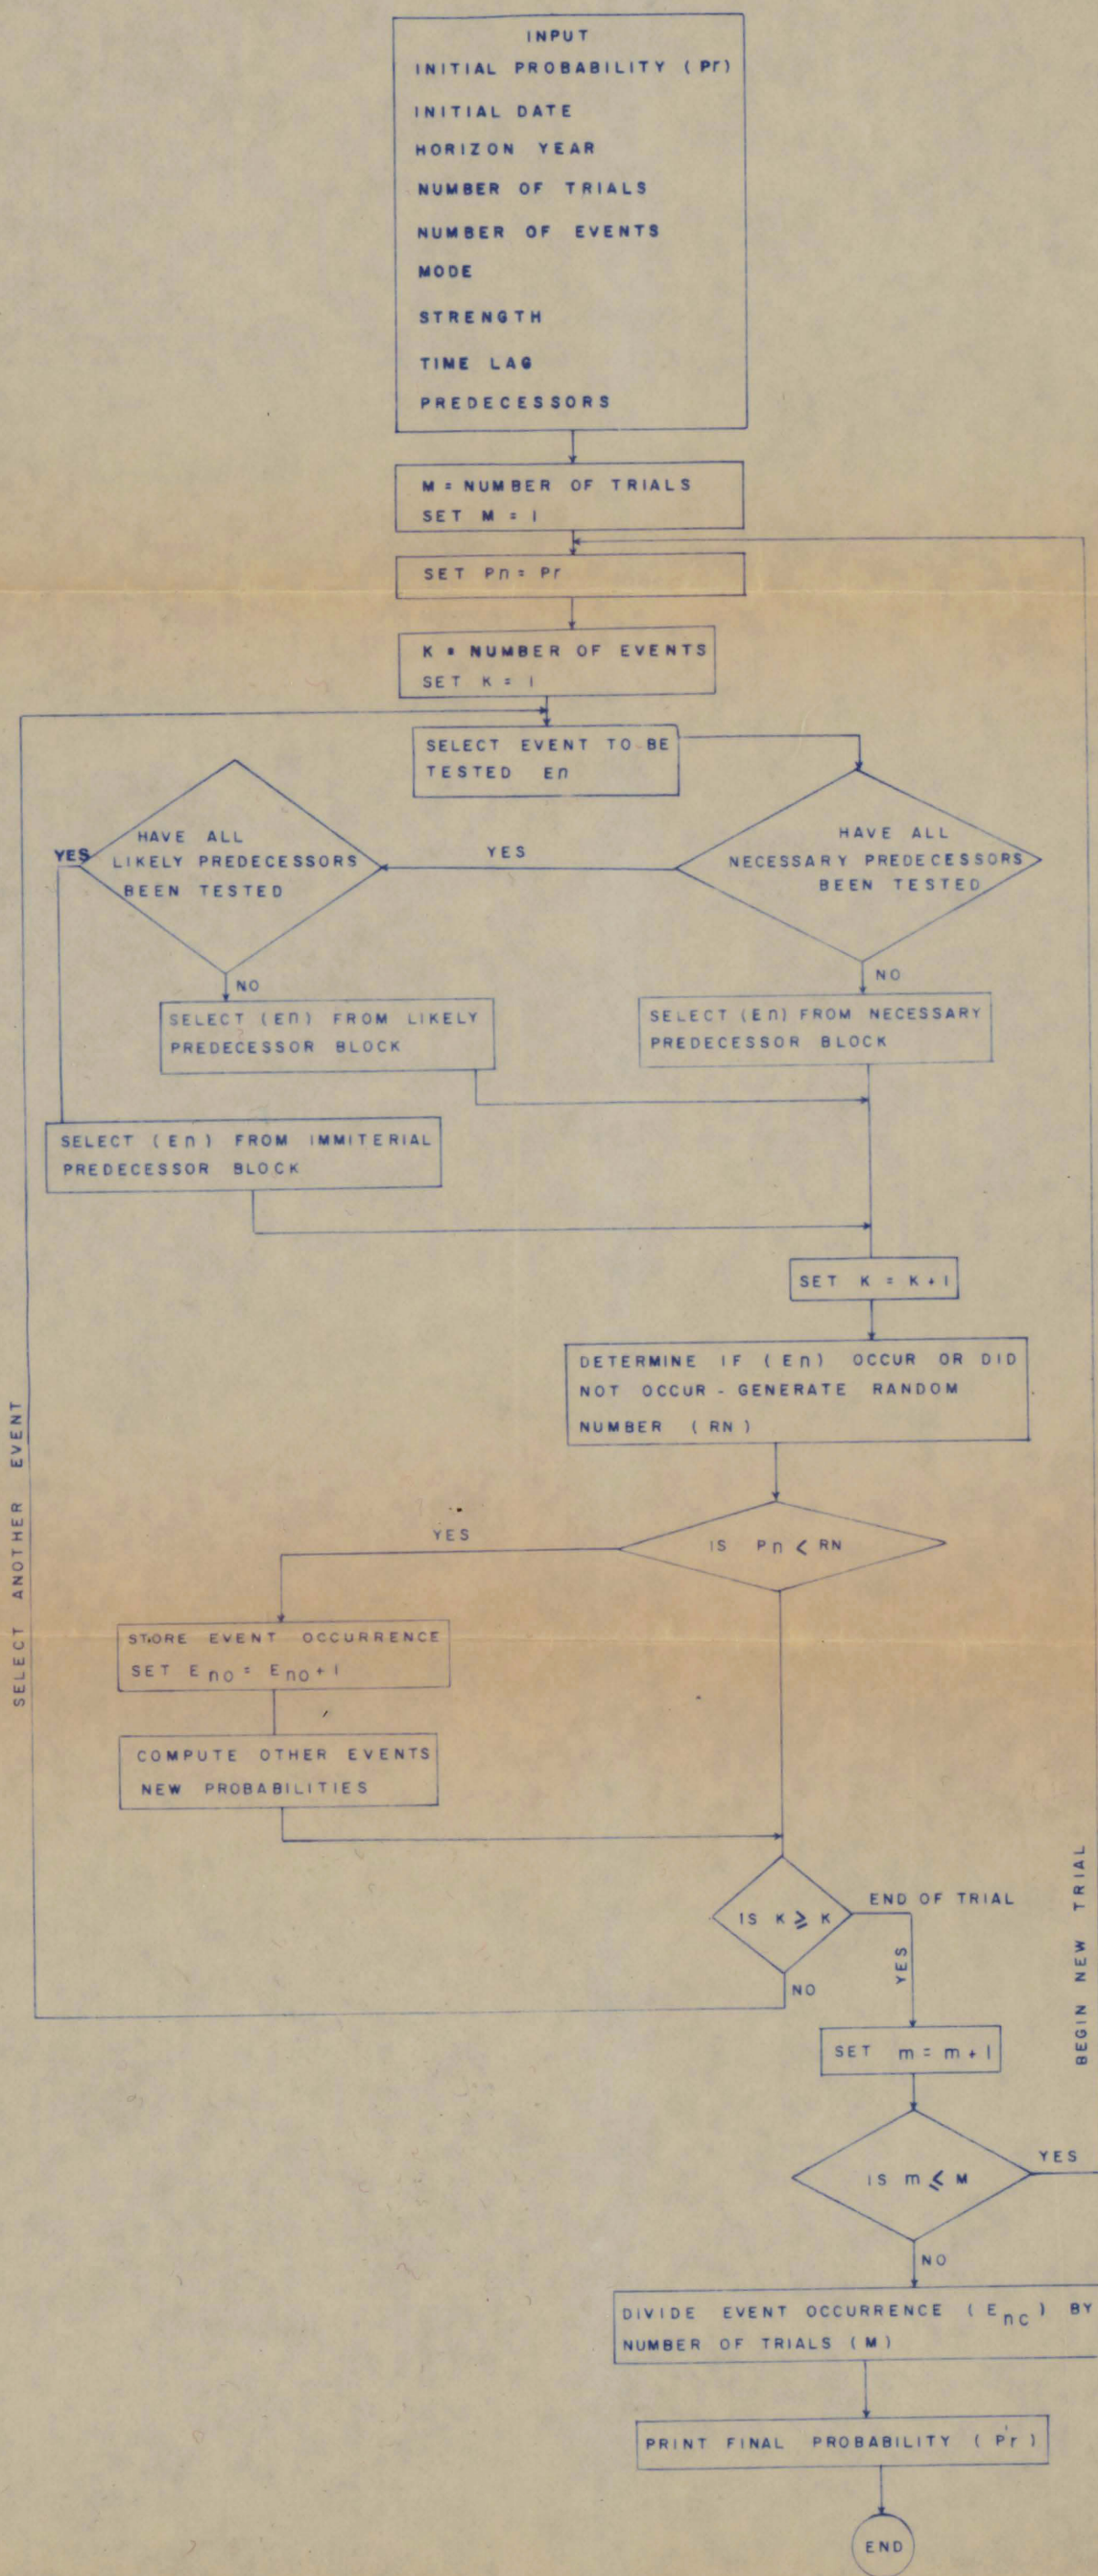 INPUT
INITIAL PROBABILITY (Pr)
INITIAL DATE
HORIZON YEAR
NUMBER OF TRIALS
NUMBER OF EVENTS
MODE
STRENGTH
TIME LAG
PREDECESSORS
M = NUMBER OF TRIALS
SET M = 1
SET Pn = Pr
K = NUMBER OF EVENTS
SET K = 1
SELECT EVENT TO BE
TESTED En
HAVE ALL
LIKELY PREDECESSORS
BEEN TESTED
YES
YES
HAVE ALL
NECESSARY PREDECESSORS
BEEN TESTED
NO
NO
SELECT (En) FROM LIKELY
PREDECESSOR BLOCK
SELECT (En) FROM NECESSARY
PREDECESSOR BLOCK
SELECT (En) FROM IMMITERIAL
PREDECESSOR BLOCK
SET K = K + 1
DETERMINE IF (En) OCCUR OR DID
NOT OCCUR - GENERATE RANDOM
NUMBER (RN)
SELECT ANOTHER EVENT
YES
IS Pn < RN
STORE EVENT OCCURRENCE
SET Eno = Eno + 1
COMPUTE OTHER EVENTS
NEW PROBABILITIES
IS K ≥ K
END OF TRIAL
YES
NO
BEGIN NEW TRIAL
SET m = m + 1
IS m ≤ M
YES
NO
DIVIDE EVENT OCCURRENCE (Enc) BY
NUMBER OF TRIALS (M)
PRINT FINAL PROBABILITY (P'r)
END